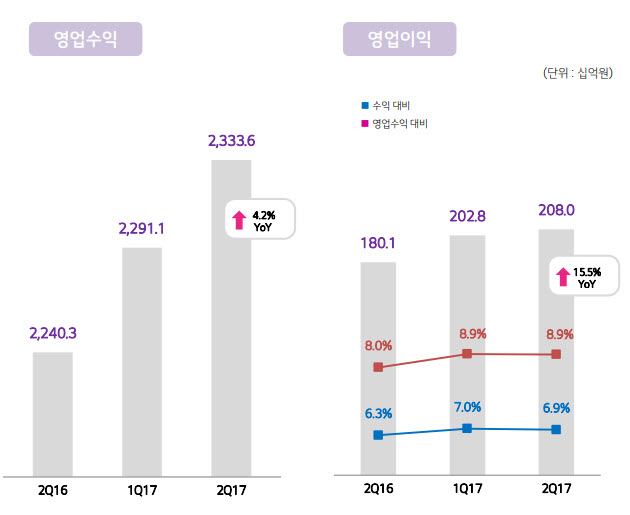 영업수익
2,333.6
4.2%
YoY
2,291.1
2,240.3
2Q16 1Q17 2Q17
영업이익
(단위 : 십억원)
수익 대비
영업수익 대비
208.0
202.8
180.1
15.5%
YoY
8.0% 8.9% 8.9%
6.3% 7.0% 6.9%
2Q16 1Q17 2Q17